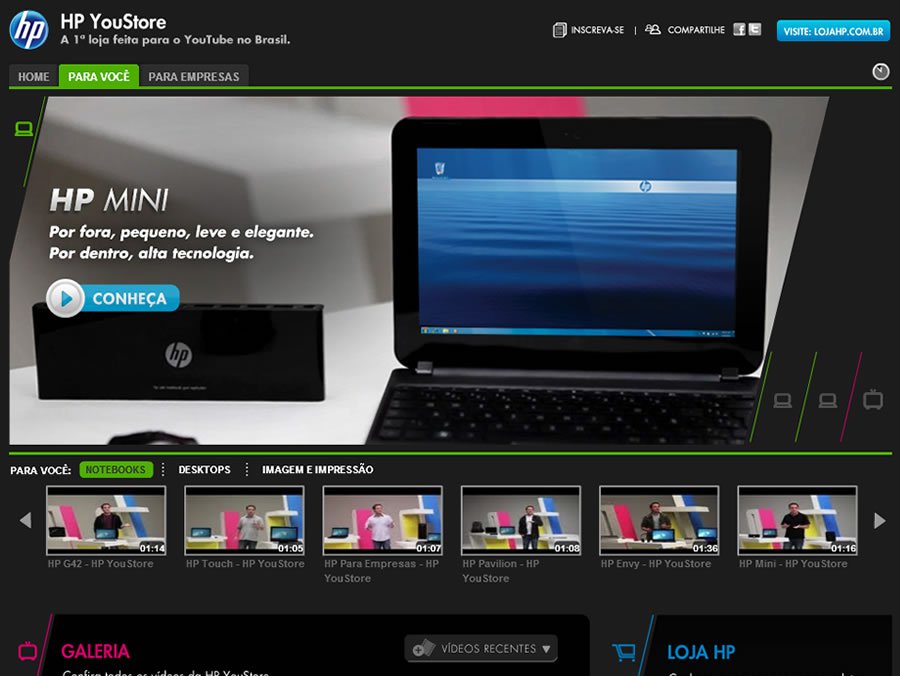 hp
HP YouStore
A 1ª loja feita para o YouTube no Brasil.
INSCREVA-SE | COMPARTILHE
VISITE: LOJAHP.COM.BR
HOME
PARA VOCÊ
PARA EMPRESAS
HP MINI
Por fora, pequeno, leve e elegante.
Por dentro, alta tecnologia.
CONHEÇA
hp
hp
PARA VOCÊ:
NOTEBOOKS
DESKTOPS
IMAGEM E IMPRESSÃO
01:14
01:05
01:07
01:08
01:36
01:16
HP G42 - HP YouStore
HP Touch - HP YouStore
HP Para Empresas - HP
YouStore
HP Pavilion - HP
YouStore
HP Envy - HP YouStore
HP Mini - HP YouStore
GALERIA
VÍDEOS RECENTES
LOJA HP
Confira todos os vídeos da HP YouStore